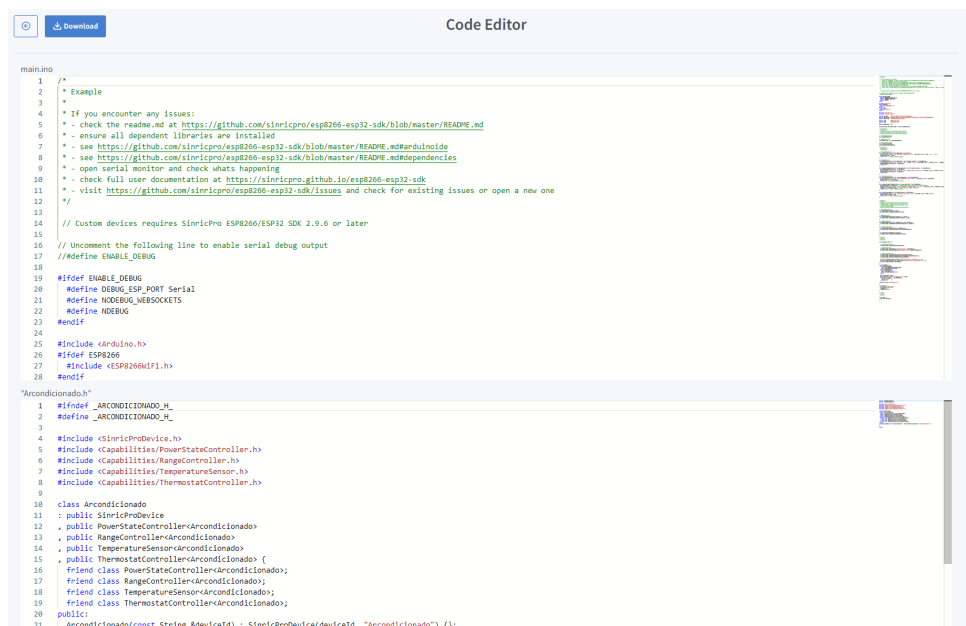 Download
Code Editor
main.ino
1 /*
2  * Example
3  *
4  * If you encounter any issues:
5  * - check the readme.md at https://github.com/sinricpro/esp8266-esp32-sdk/blob/master/README.md
6  * - ensure all dependent libraries are installed
7  * - see https://github.com/sinricpro/esp8266-esp32-sdk/blob/master/README.md#arduinoide
8  * - see https://github.com/sinricpro/esp8266-esp32-sdk/blob/master/README.md#dependencies
9  * - open serial monitor and check whats happening
10  * - check full user documentation at https://sinricpro.github.io/esp8266-esp32-sdk
11  * - visit https://github.com/sinricpro/esp8266-esp32-sdk/issues and check for existing issues or open a new one
12  */
13
14  // Custom devices requires SinricPro ESP8266/ESP32 SDK 2.9.6 or later
15
16 // Uncomment the following line to enable serial debug output
17 //#define ENABLE_DEBUG
18
19 #ifdef ENABLE_DEBUG
20   #define DEBUG_ESP_PORT Serial
21   #define NODEBUG_WEBSOCKETS
22   #define NDEBUG
23 #endif
24
25 #include <Arduino.h>
26 #ifdef ESP8266
27   #include <ESP8266WiFi.h>
28 #endif
"Arcondicionado.h"
1 #ifndef _ARCONDICIONADO_H_
2 #define _ARCONDICIONADO_H_
3
4 #include <SinricProDevice.h>
5 #include <Capabilities/PowerStateController.h>
6 #include <Capabilities/RangeController.h>
7 #include <Capabilities/TemperatureSensor.h>
8 #include <Capabilities/ThermostatController.h>
9
10 class Arcondicionado
11 : public SinricProDevice
12 , public PowerStateController<Arcondicionado>
13 , public RangeController<Arcondicionado>
14 , public TemperatureSensor<Arcondicionado>
15 , public ThermostatController<Arcondicionado> {
16   friend class PowerStateController<Arcondicionado>;
17   friend class RangeController<Arcondicionado>;
18   friend class TemperatureSensor<Arcondicionado>;
19   friend class ThermostatController<Arcondicionado>;
20 public:
21   Arcondicionado(const String &deviceId) : SinricProDevice(deviceId, "Arcondicionado") {};